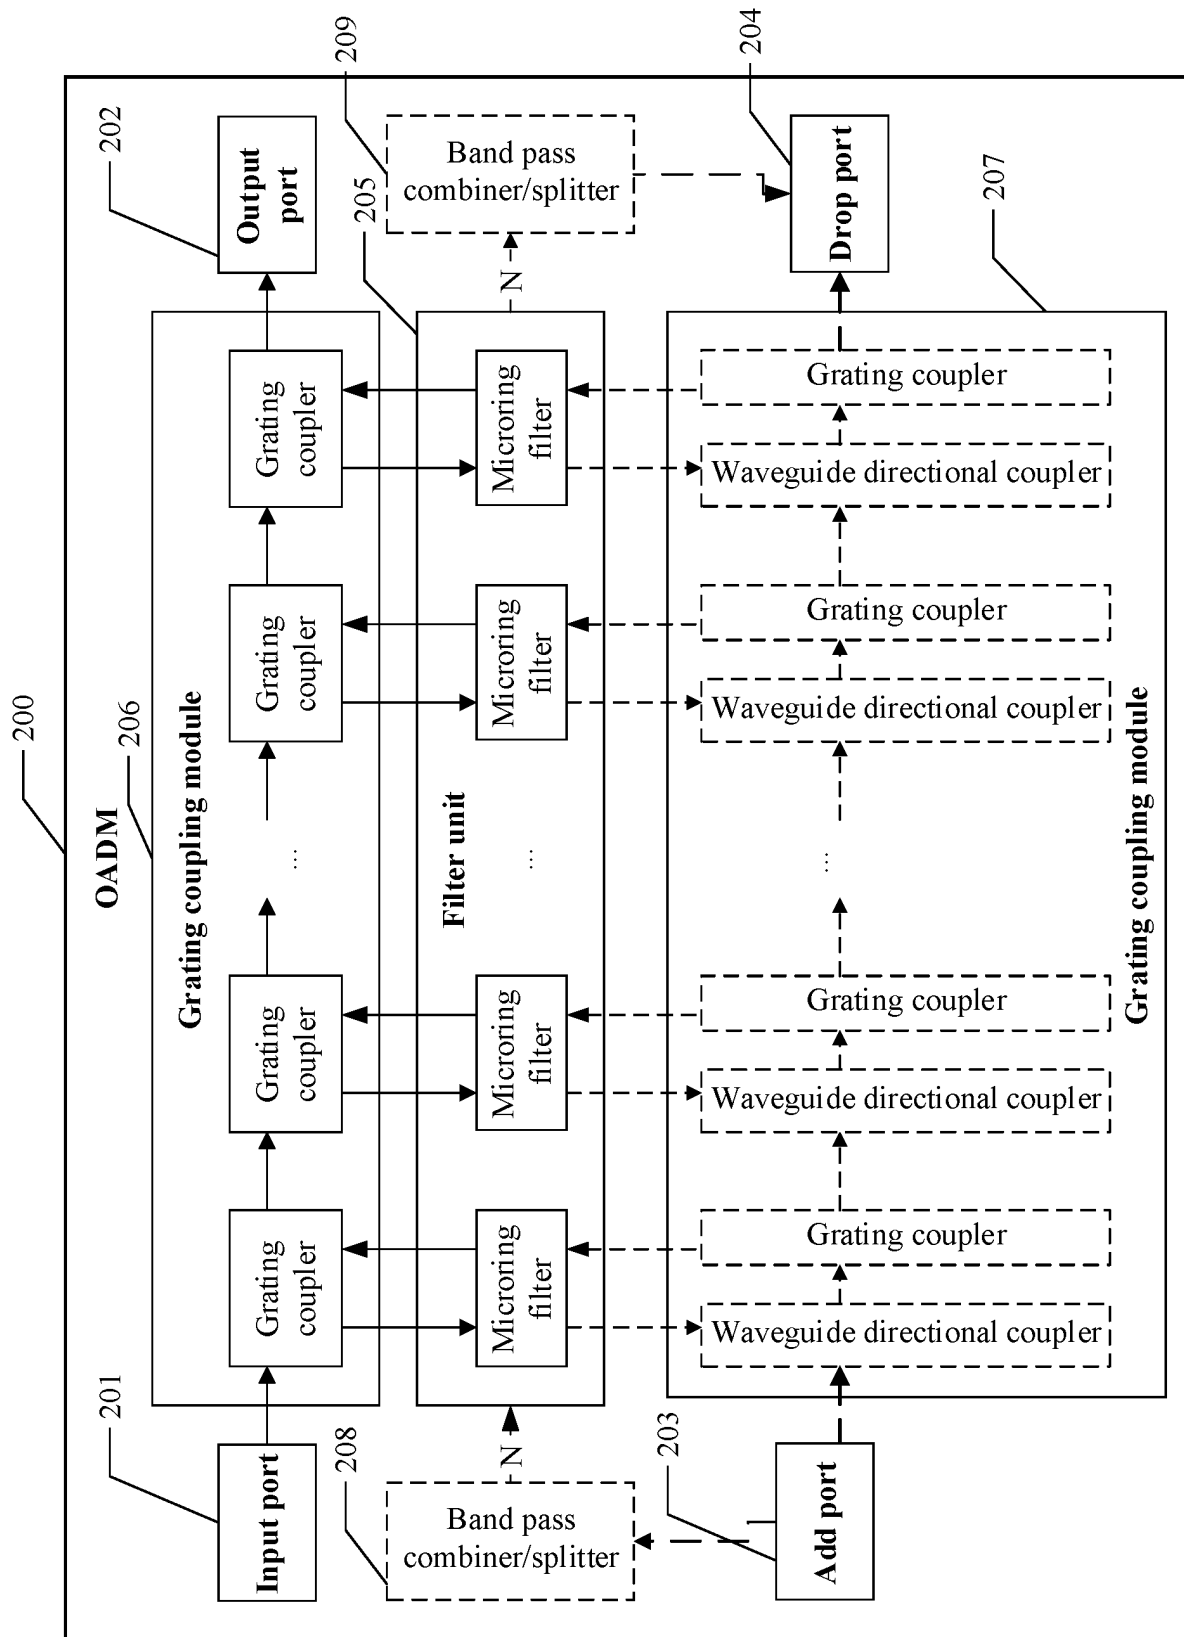 200
OADM
206
Grating coupling module
201
Input port
Grating
coupler
Grating
coupler
...
Grating
coupler
Grating
coupler
202
Output
port
205
Filter unit
208
Band pass
combiner/splitter
N
Microring
filter
Microring
filter
...
Microring
filter
Microring
filter
N
209
Band pass
combiner/splitter
203
Add port
Waveguide directional coupler
Grating coupler
Waveguide directional coupler
Grating coupler
...
Waveguide directional coupler
Grating coupler
Waveguide directional coupler
Grating coupler
204
Drop port
207
Grating coupling module